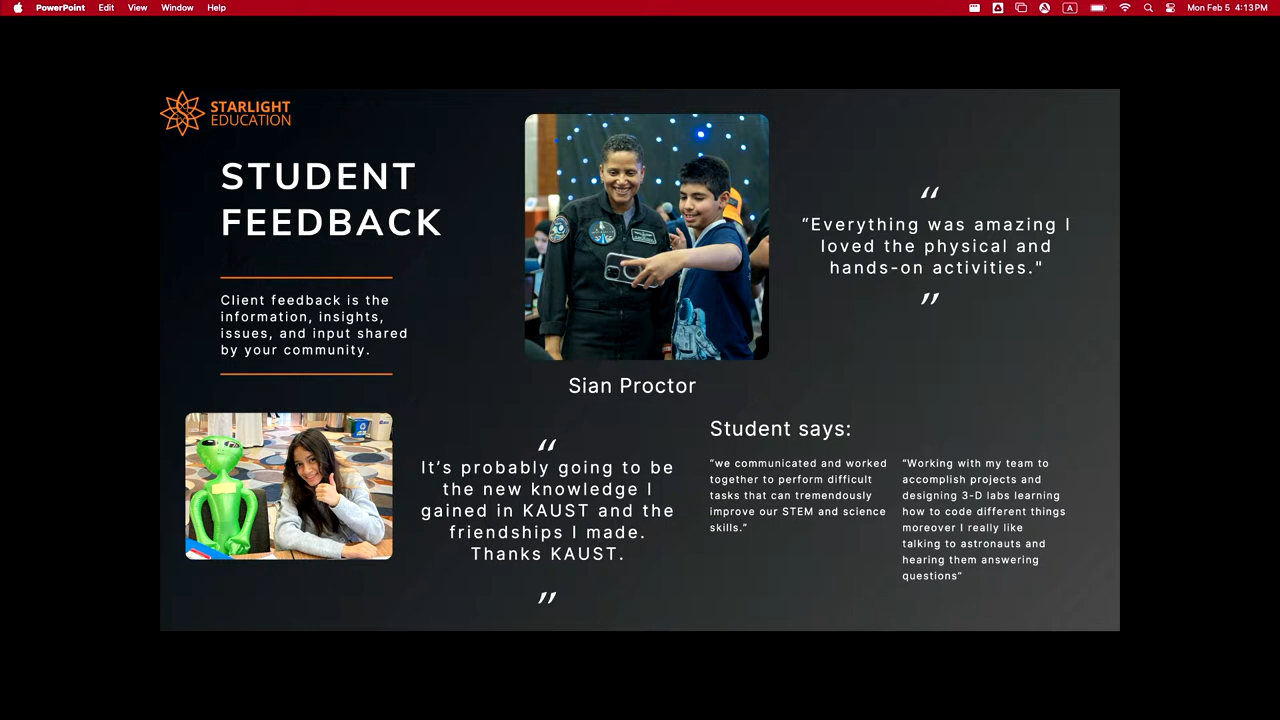 PowerPoint Edit View Window Help
A
Mon Feb 5 4:13 PM
STARLIGHT
EDUCATION
STUDENT
FEEDBACK
Client feedback is the
information, insights,
issues, and input shared
by your community.
Sian Proctor
“
“Everything was amazing I
loved the physical and
hands-on activities."
”
“
It’s probably going to be
the new knowledge I
gained in KAUST and the
friendships I made.
Thanks KAUST.
”
Student says:
“we communicated and worked
together to perform difficult
tasks that can tremendously
improve our STEM and science
skills.”
“Working with my team to
accomplish projects and
designing 3-D labs learning
how to code different things
moreover I really like
talking to astronauts and
hearing them answering
questions”